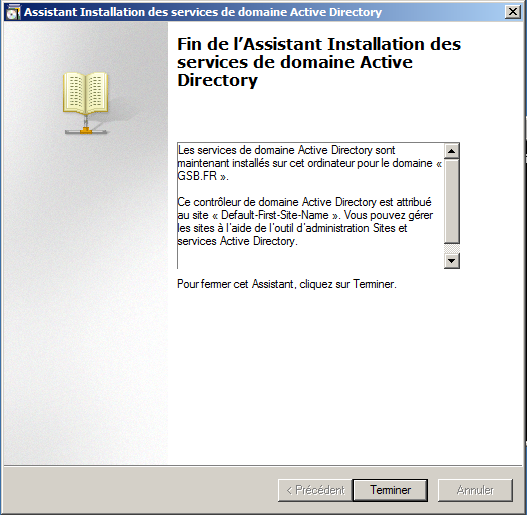 Assistant Installation des services de domaine Active Directory
Fin de l'Assistant Installation des
services de domaine Active
Directory
Les services de domaine Active Directory sont
maintenant installés sur cet ordinateur pour le domaine «
GSB.FR ».
Ce contrôleur de domaine Active Directory est attribué
au site « Default-First-Site-Name ». Vous pouvez gérer
les sites à l'aide de l'outil d'administration Sites et
services Active Directory.
Pour fermer cet Assistant, cliquez sur Terminer.
< Précédent
Terminer
Annuler